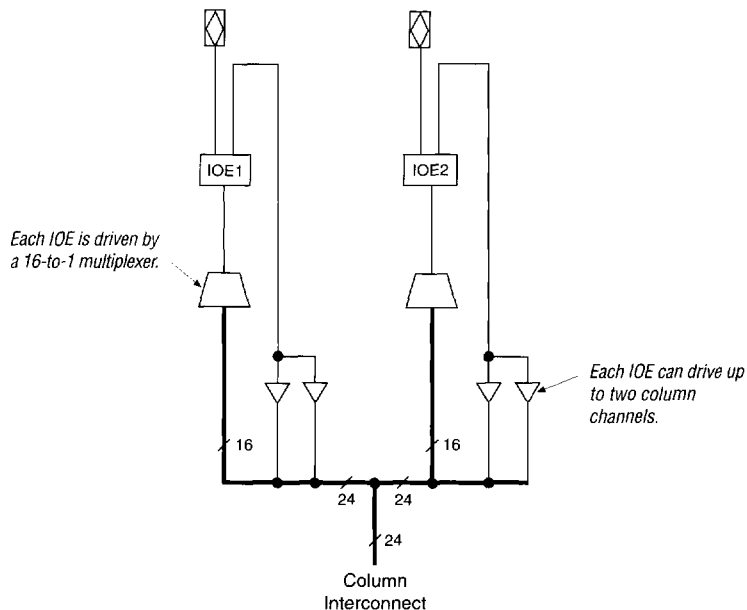 IOE1
IOE2
Each IOE is driven by
a 16-to-1 multiplexer.
Each IOE can drive up
to two column
channels.
16
16
24
24
24
Column
Interconnect